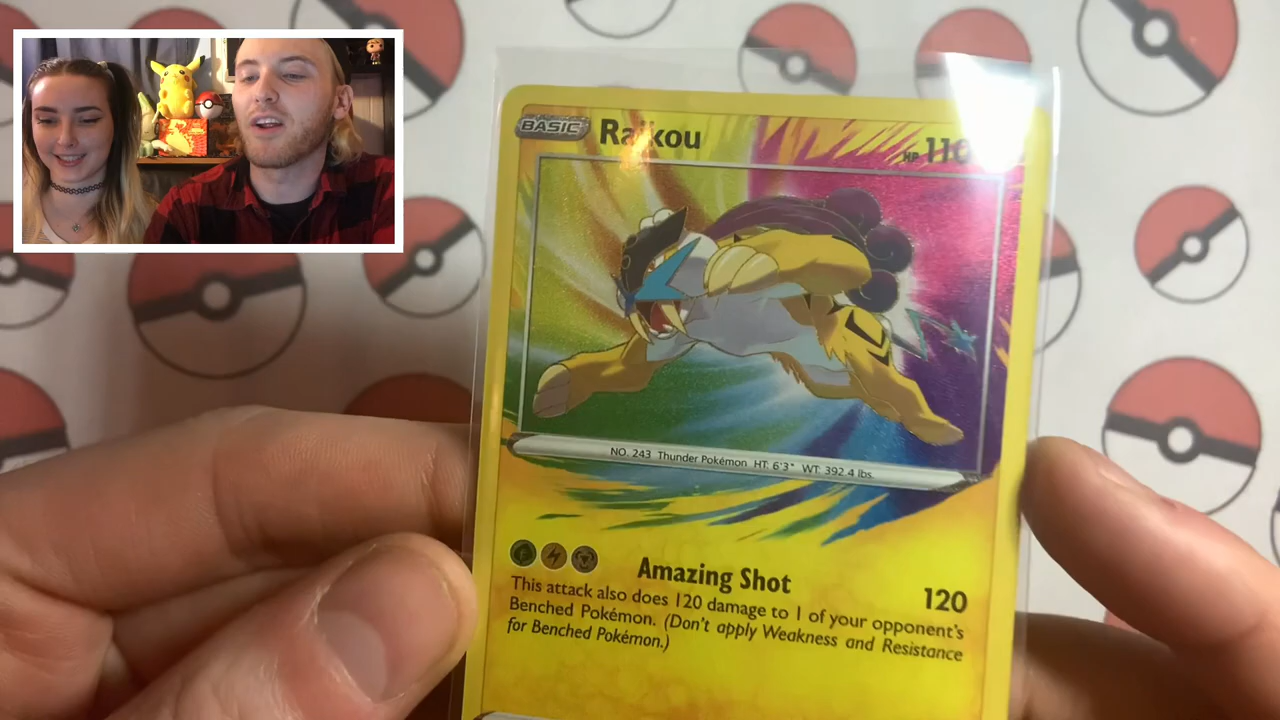 BASIC Raikou HP 110
NO. 243 Thunder Pokémon HT: 6'3" WT: 392.4 lbs.
Amazing Shot 120
This attack also does 120 damage to 1 of your opponent's
Benched Pokémon. (Don't apply Weakness and Resistance
for Benched Pokémon.)